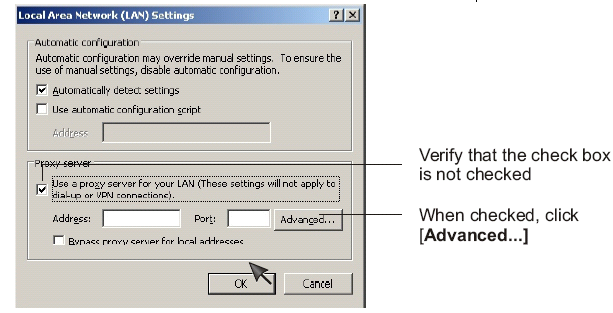 Local Area Network (LAN) Settings
Automatic configuration
Automatic configuration may override manual settings. To ensure the
use of manual settings, disable automatic configuration.
Automatically detect settings
Use automatic configuration script
Address
Proxy server
Use a proxy server for your LAN (These settings will not apply to
dial-up or VPN connections).
Address:
Port:
Advanced...
Bypass proxy server for local addresses
OK
Cancel
Verify that the check box
is not checked
When checked, click
[Advanced...]